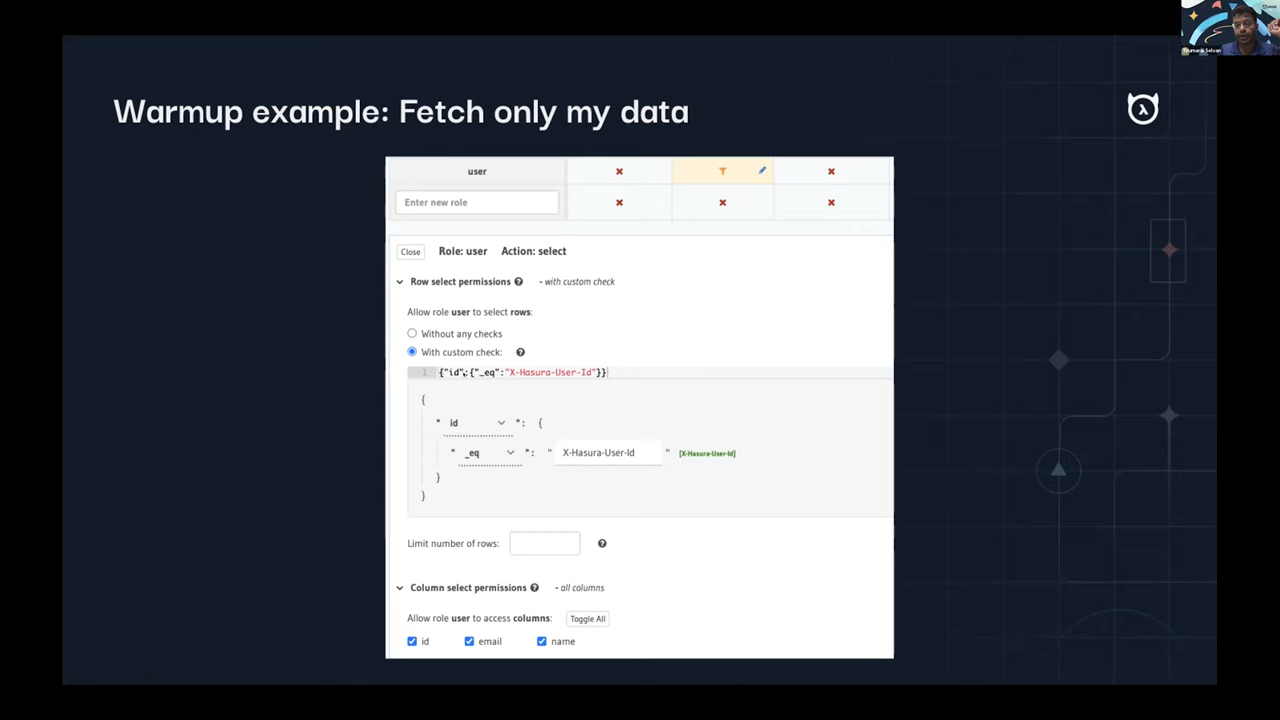 Tirumarai Selvan
Warmup example: Fetch only my data
user
Enter new role
Close Role: user Action: select
Row select permissions - with custom check
Allow role user to select rows:
Without any checks
With custom check:
1 {"id":{"_eq":"X-Hasura-User-Id"}}
{
" id ": {
" _eq ": " X-Hasura-User-Id " [X-Hasura-User-Id]
}
}
Limit number of rows:
Column select permissions - all columns
Allow role user to access columns: Toggle All
id email name